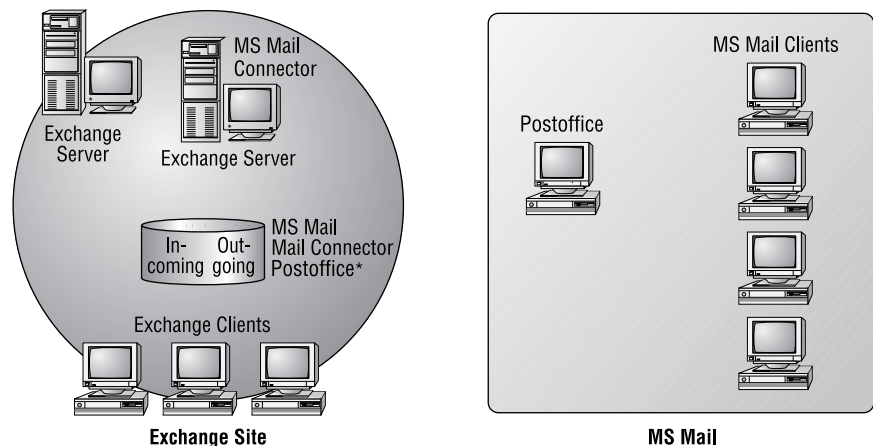 MS Mail
Connector
Exchange
Server
Exchange Server
In-
coming
Out-
going
MS Mail
Mail Connector
Postoffice*
Exchange Clients
Exchange Site
MS Mail Clients
Postoffice
MS Mail